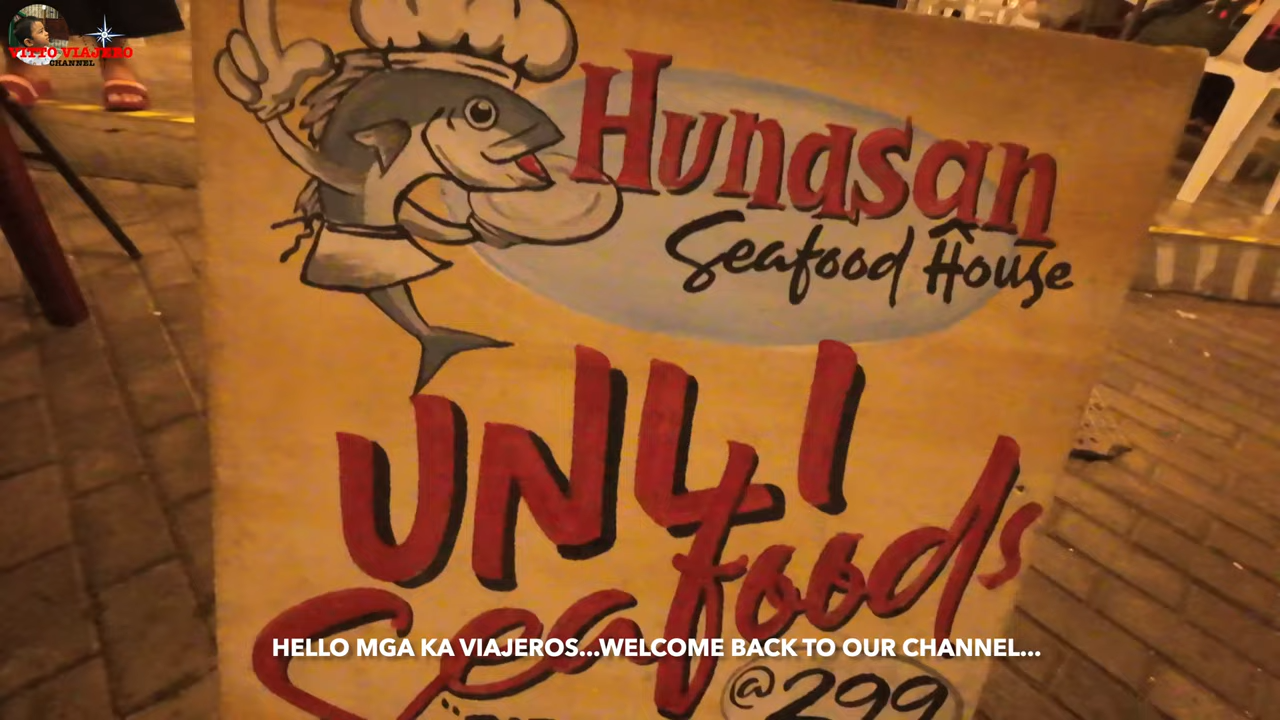 VITTO VIAJERO
CHANNEL
Hunasan
Seafood House
UNLI
Seafoods
@299
HELLO MGA KA VIAJEROS...WELCOME BACK TO OUR CHANNEL...